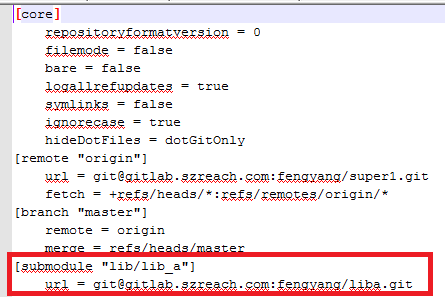 [core]
repositoryformatversion = 0
filemode = false
bare = false
logallrefupdates = true
symlinks = false
ignorecase = true
hideDotFiles = dotGitOnly
[remote "origin"]
url = git@gitlab.szreach.com:fengyang/super1.git
fetch = +refs/heads/*:refs/remotes/origin/*
[branch "master"]
remote = origin
merge = refs/heads/master
[submodule "lib/lib_a"]
url = git@gitlab.szreach.com:fengyang/liba.git